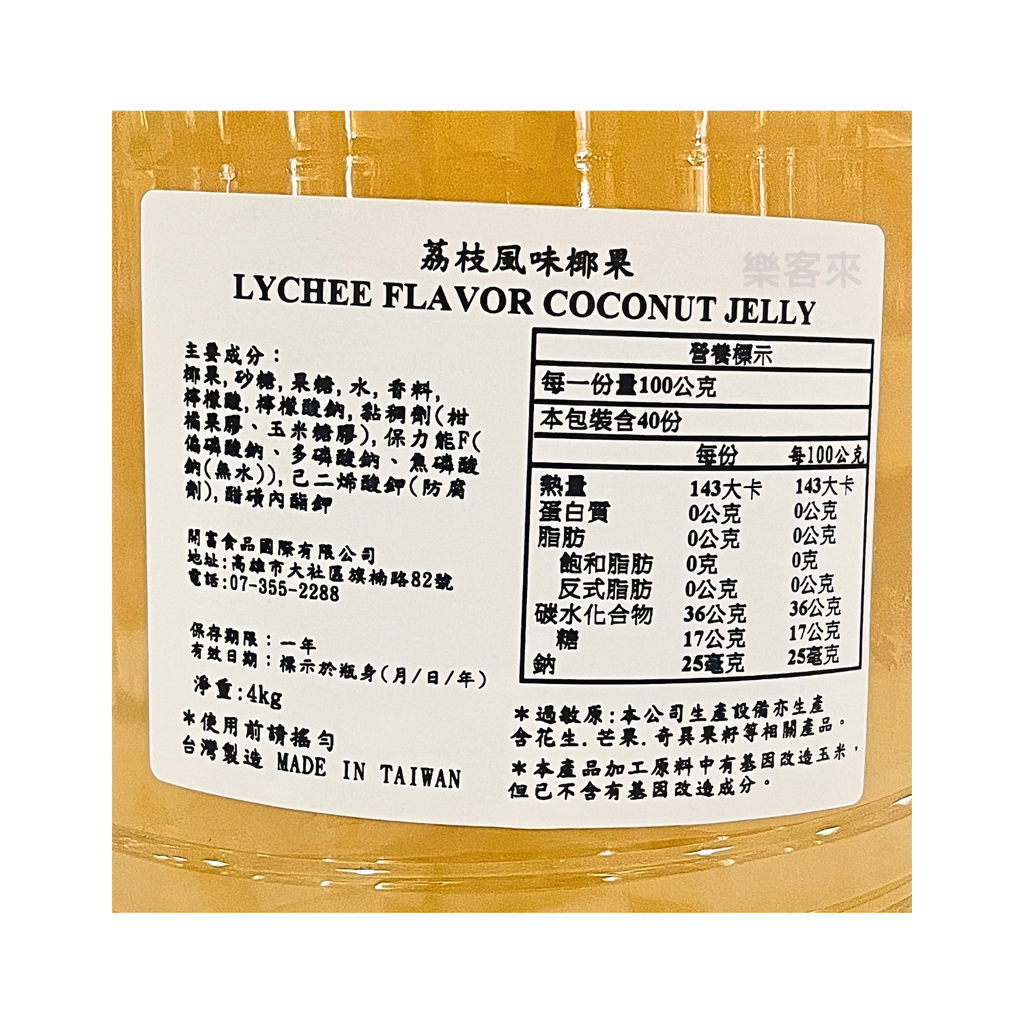 荔枝風味椰果
樂客來
LYCHEE FLAVOR COCONUT JELLY
主要成分：
椰果,砂糖,果糖,水,香料,
檸檬酸,檸檬酸鈉,黏稠劑(柑
橘果膠、玉米糖膠),保力能F(
偏磷酸鈉、多磷酸鈉、焦磷酸
鈉(無水)),己二烯酸鉀(防腐
劑),醋磺內酯鉀
開富食品國際有限公司
地址:高雄市大社區旗楠路82號
電話:07-355-2288
保存期限：一年
有效日期：標示於瓶身(月/日/年)
淨重:4kg
＊使用前請搖勻
台灣製造 MADE IN TAIWAN
營養標示
每一份量100公克
本包裝含40份
每份 每100公克
熱量 143大卡 143大卡
蛋白質 0公克 0公克
脂肪 0公克 0公克
飽和脂肪 0克 0克
反式脂肪 0公克 0公克
碳水化合物 36公克 36公克
糖 17公克 17公克
鈉 25毫克 25毫克
＊過敏原:本公司生產設備亦生產
含花生.芒果.奇異果籽等相關產品。
＊本產品加工原料中有基因改造玉米，
但已不含有基因改造成分。